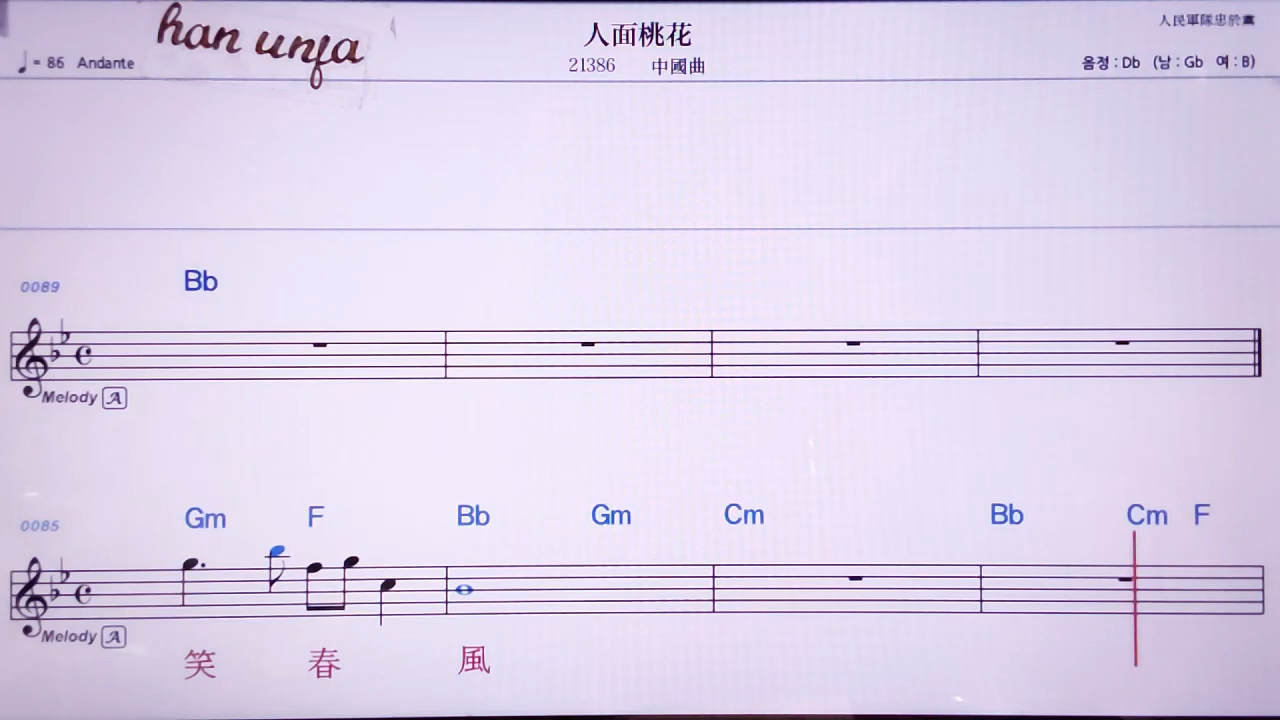 han unfa
人面桃花
人民軍隊忠於黨
♩= 86 Andante
21386 中國曲
음정 : Db (남 : Gb 여 : B)
0089 Bb
Melody A
0085 Gm F Bb Gm Cm Bb Cm F
Melody A
笑 春 風